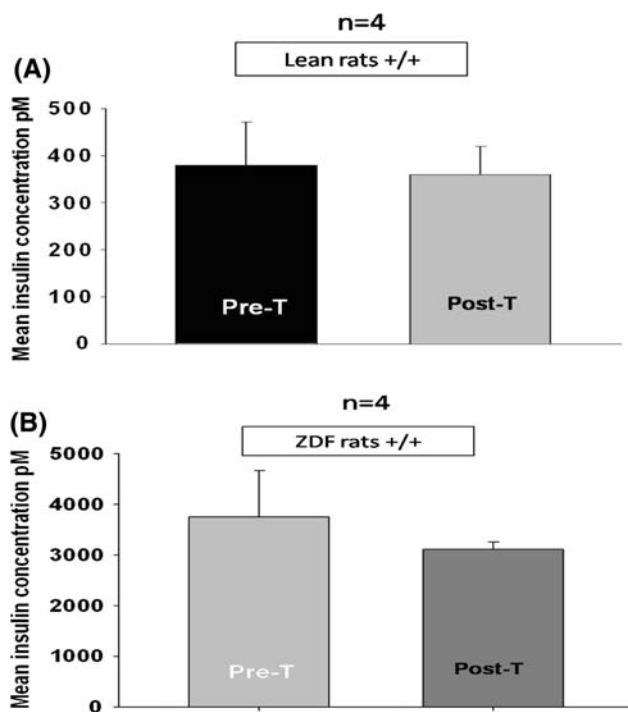 n=4
(A)
Lean rats +/+
Mean insulin concentration pM
500
400
300
200
100
0
Pre-T
Post-T
n=4
(B)
ZDF rats +/+
Mean insulin concentration pM
5000
4000
3000
2000
1000
0
Pre-T
Post-T